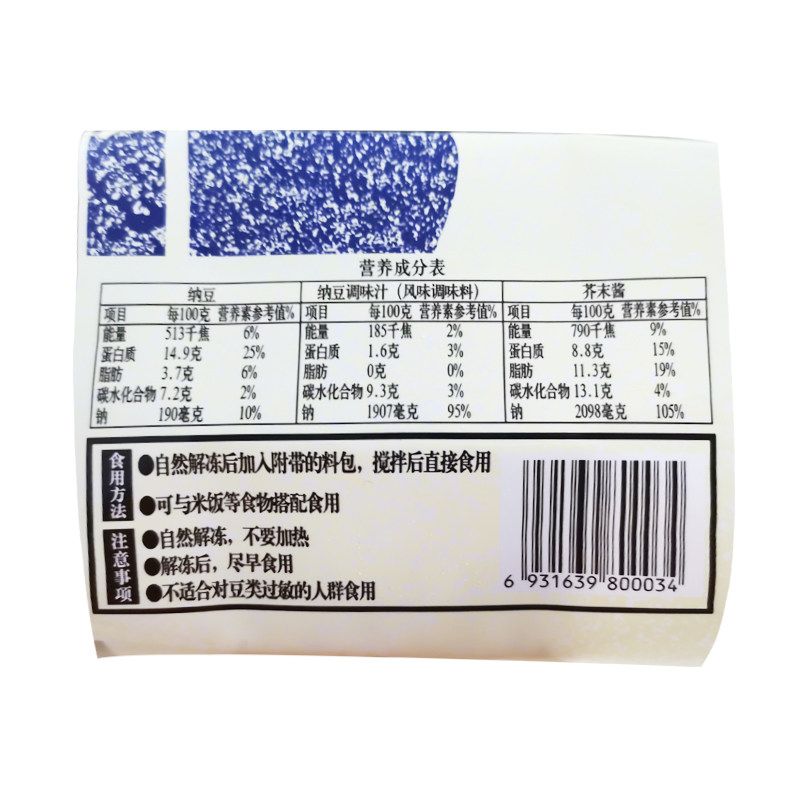 营养成分表
纳豆 纳豆调味汁（风味调味料） 芥末酱
项目 每100克 营养素参考值% 项目 每100克 营养素参考值% 项目 每100克 营养素参考值%
能量 513千焦 6% 能量 185千焦 2% 能量 790千焦 9%
蛋白质 14.9克 25% 蛋白质 1.6克 3% 蛋白质 8.8克 15%
脂肪 3.7克 6% 脂肪 0克 0% 脂肪 11.3克 19%
碳水化合物 7.2克 2% 碳水化合物 9.3克 3% 碳水化合物 13.1克 4%
钠 190毫克 10% 钠 1907毫克 95% 钠 2098毫克 105%
食用方法
●自然解冻后加入附带的料包，搅拌后直接食用
●可与米饭等食物搭配食用
注意事项
●自然解冻，不要加热
●解冻后，尽早食用
●不适合对豆类过敏的人群食用
6 931639 800034